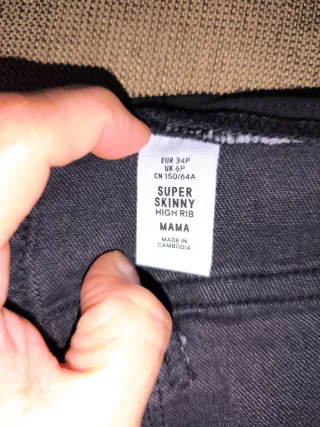 EUR 34P
UK 6P
CN 150/64A
SUPER
SKINNY
HIGH RIB
MAMA
MADE IN
CAMBODIA